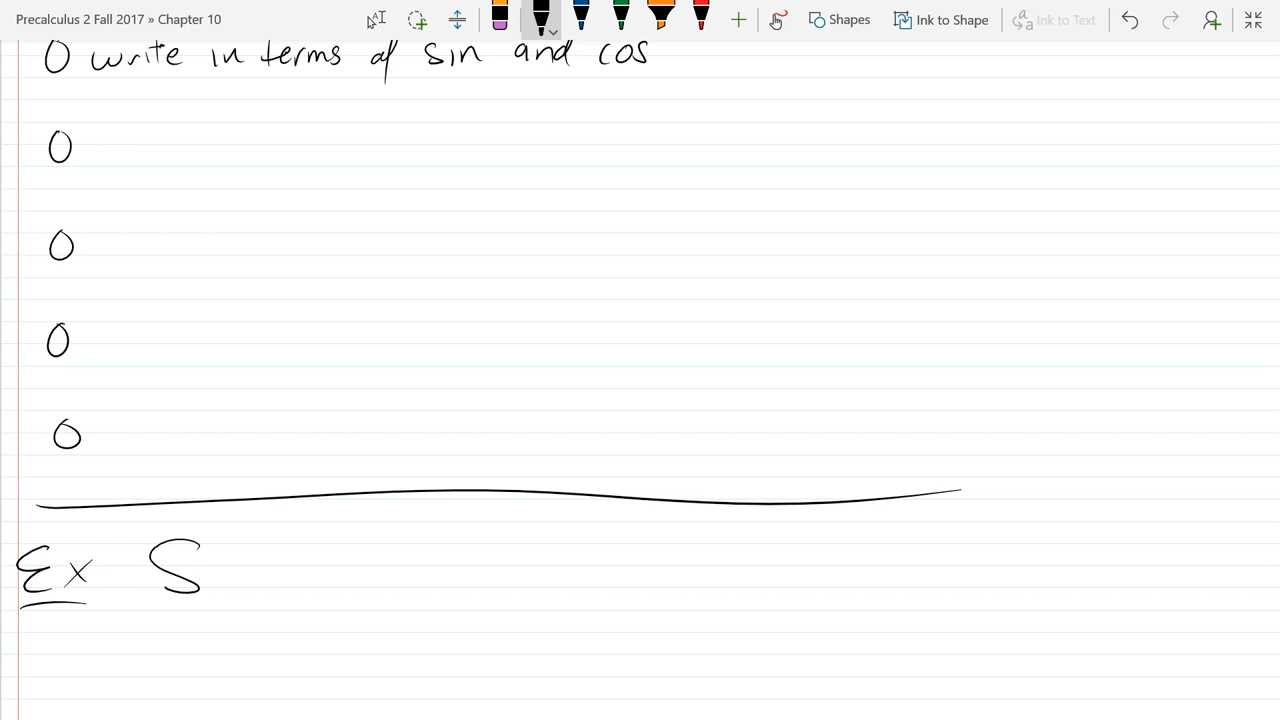 Precalculus 2 Fall 2017 » Chapter 10
Shapes Ink to Shape Ink to Text
O write in terms of sin and cos
O
O
O
O
Ex S